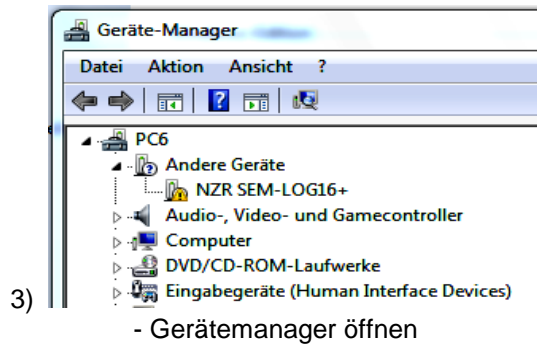 Geräte-Manager
Datei Aktion Ansicht ?
PC6
Andere Geräte
NZR SEM-LOG16+
Audio-, Video- und Gamecontroller
Computer
DVD/CD-ROM-Laufwerke
3) Eingabegeräte (Human Interface Devices)
- Gerätemanager öffnen